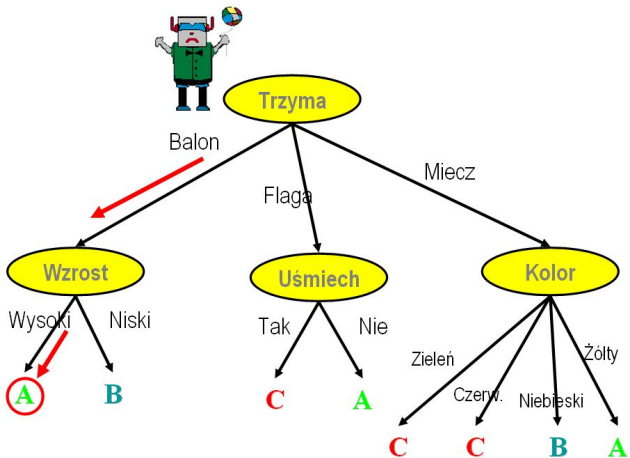 Trzyma
Balon
Flaga
Miecz
Wzrost
Uśmiech
Kolor
Wysoki
Niski
Tak
Nie
Zieleń
Czerw.
Niebieski
Żółty
A
B
C
A
C
C
B
A